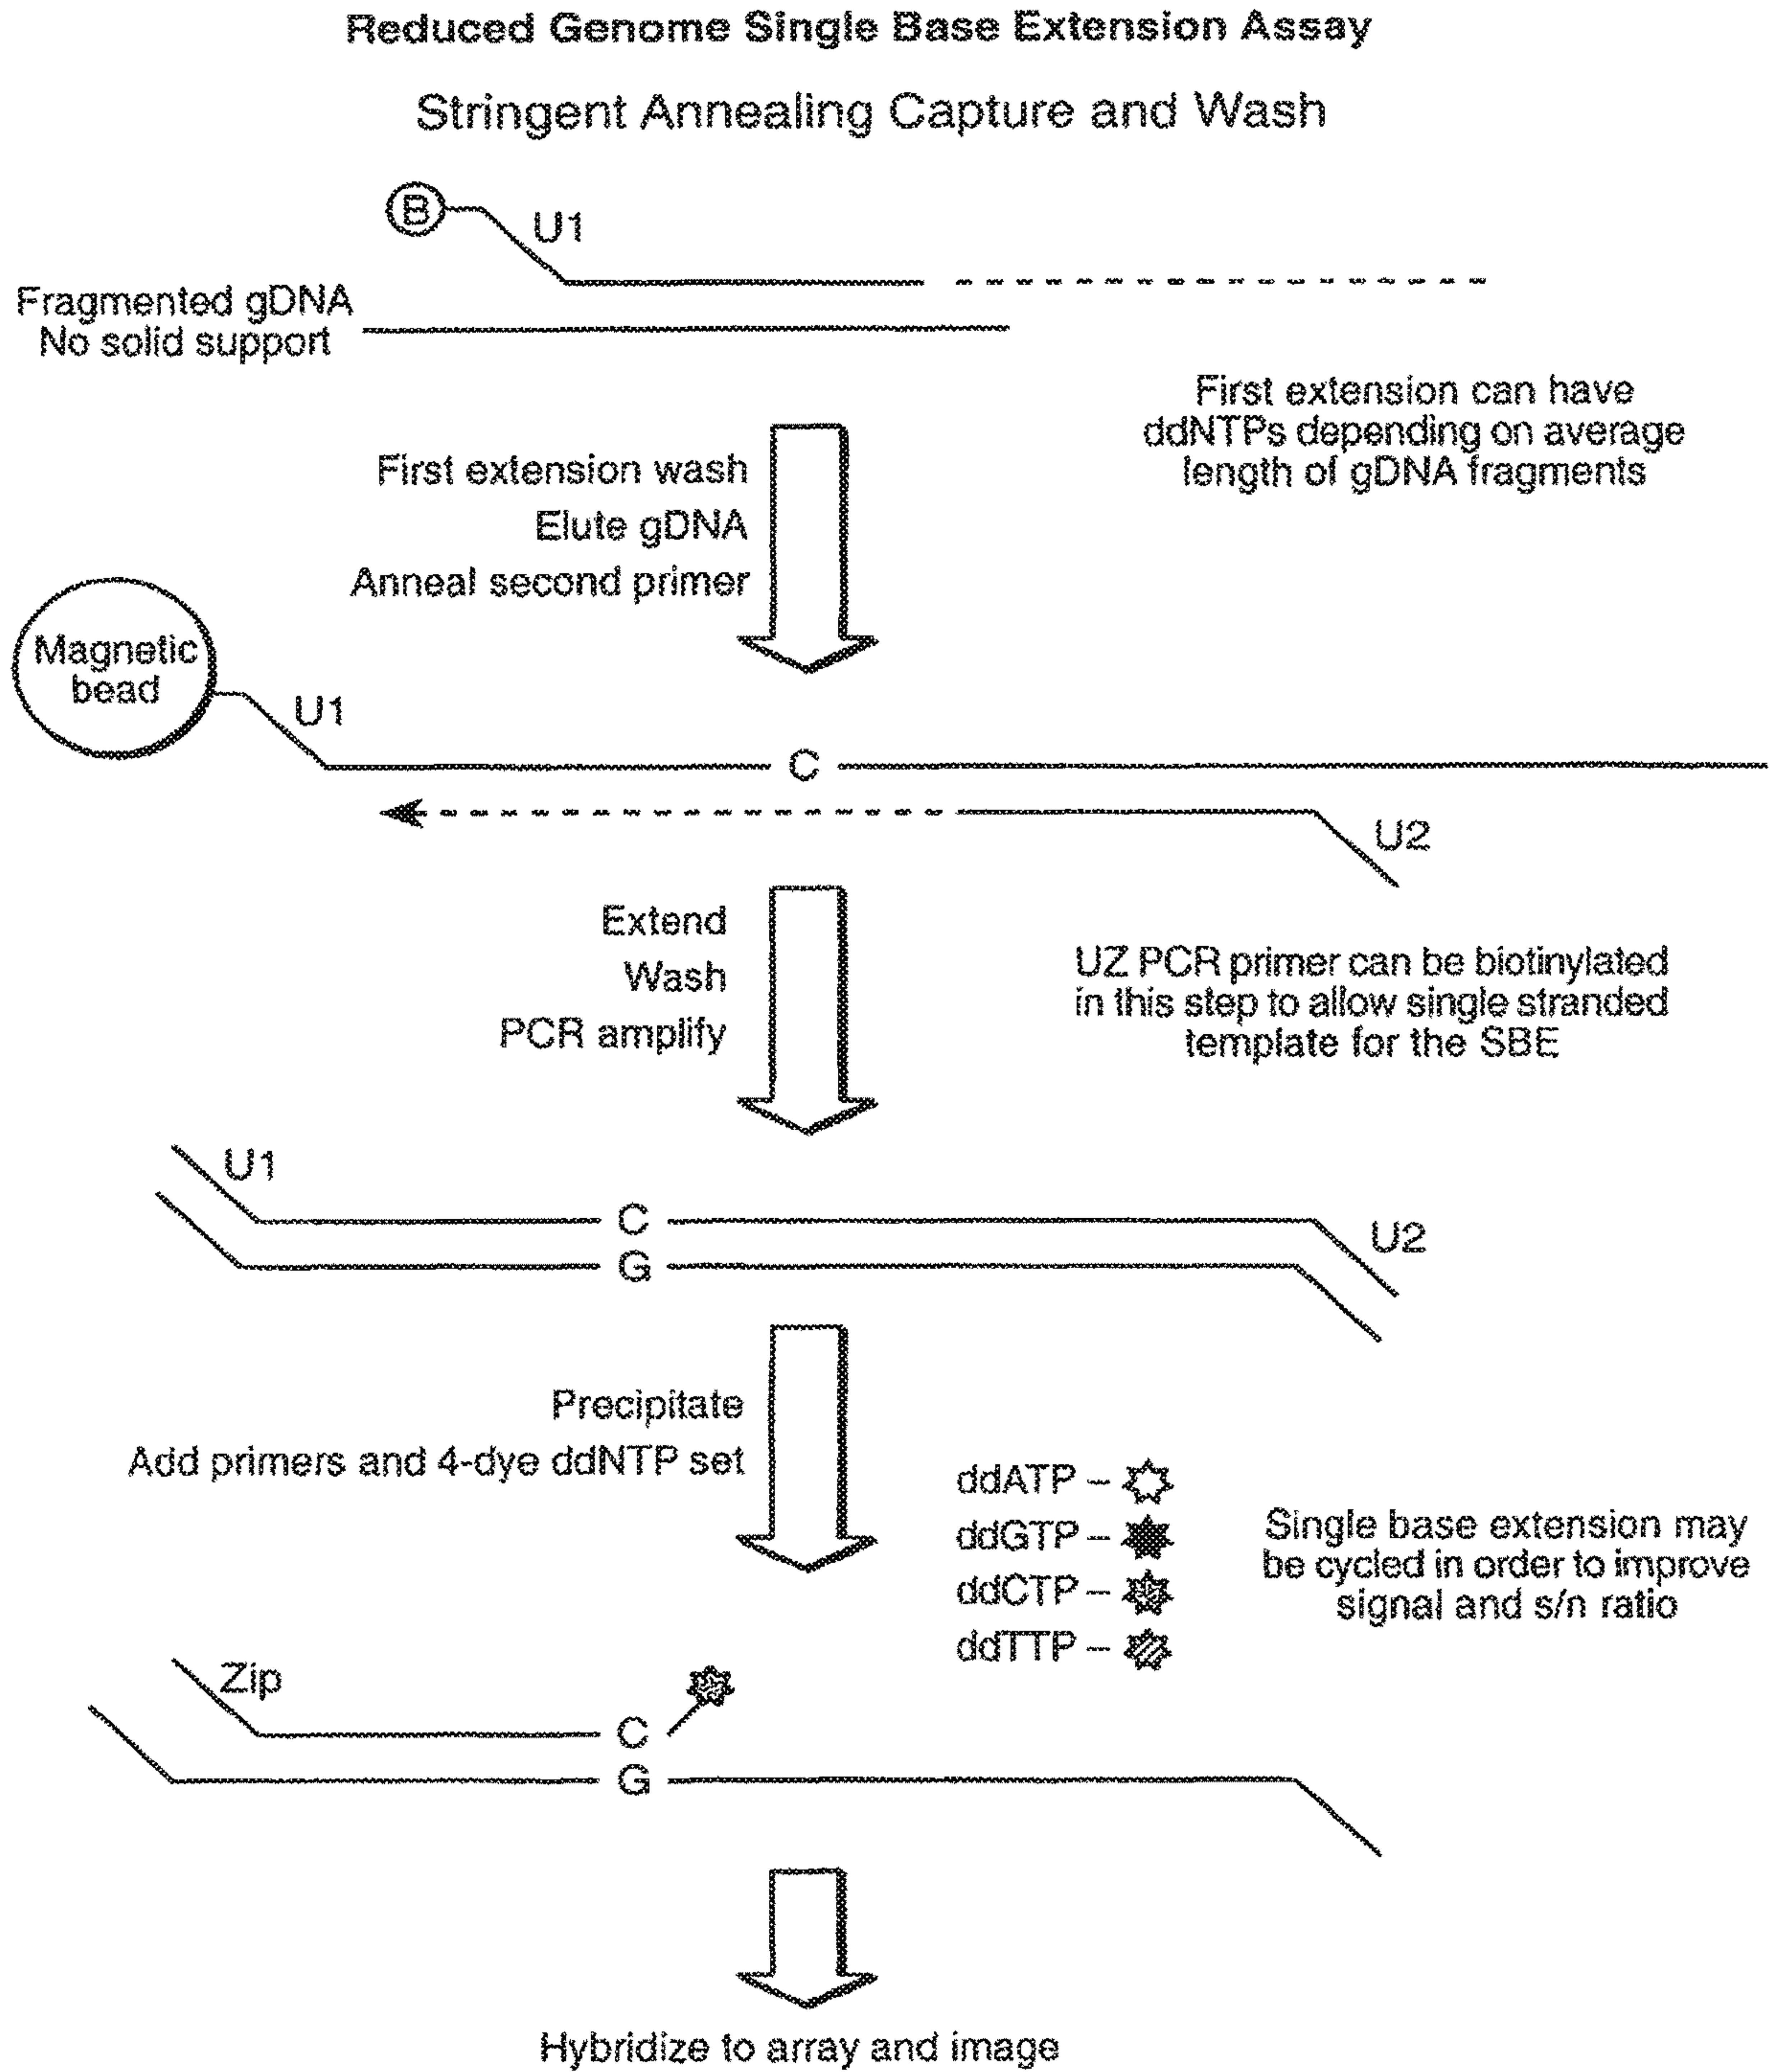 Reduced Genome Single Base Extension Assay
Stringent Annealing Capture and Wash
B
U1
Fragmented gDNA
No solid support
First extension can have
ddNTPs depending on average
length of gDNA fragments
First extension wash
Elute gDNA
Anneal second primer
Magnetic
bead
U1
C
U2
Extend
Wash
PCR amplify
UZ PCR primer can be biotinylated
in this step to allow single stranded
template for the SBE
U1
C
U2
G
Precipitate
Add primers and 4-dye ddNTP set
ddATP –
ddGTP –
ddCTP –
ddTTP –
Single base extension may
be cycled in order to improve
signal and s/n ratio
Zip
C
G
Hybridize to array and image